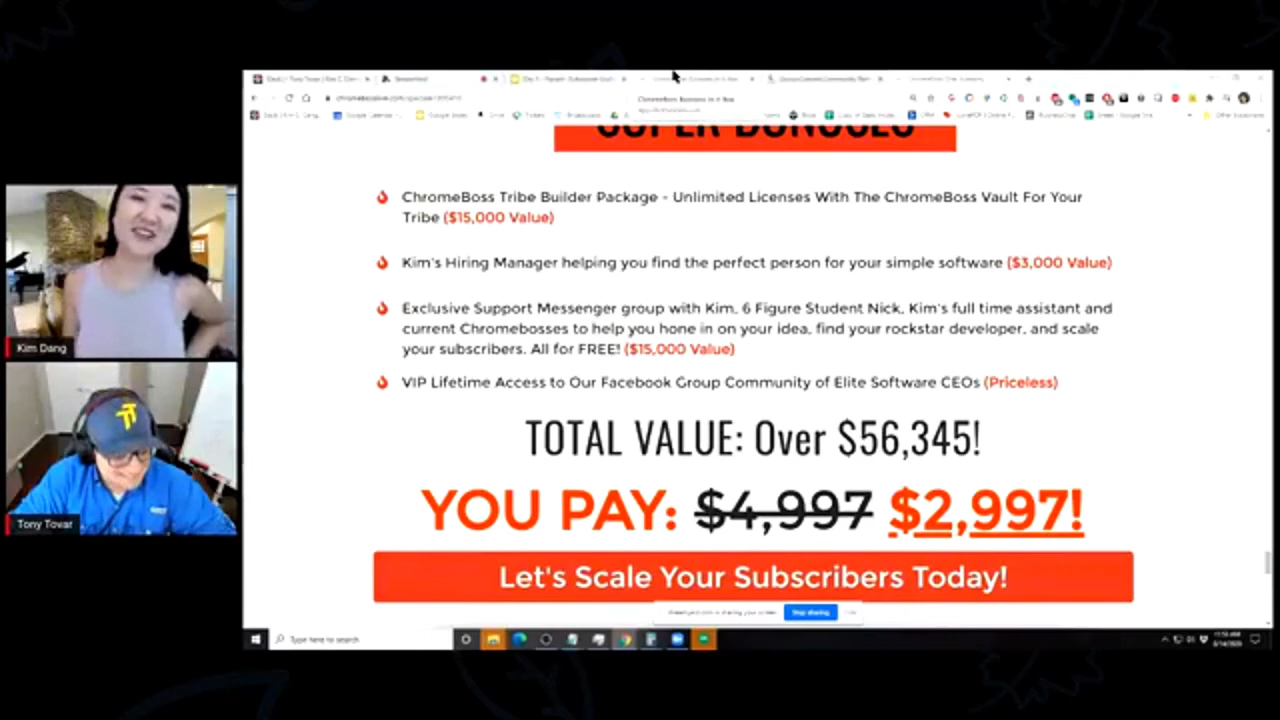 ChromeBoss Business in a Box
SUPER BONUSES
ChromeBoss Tribe Builder Package - Unlimited Licenses With The ChromeBoss Vault For Your
Tribe ($15,000 Value)
Kim's Hiring Manager helping you find the perfect person for your simple software ($3,000 Value)
Exclusive Support Messenger group with Kim, 6 Figure Student Nick, Kim's full time assistant and
current Chromebosses to help you hone in on your idea, find your rockstar developer, and scale
your subscribers. All for FREE! ($15,000 Value)
VIP Lifetime Access to Our Facebook Group Community of Elite Software CEOs (Priceless)
TOTAL VALUE: Over $56,345!
YOU PAY: $4,997 $2,997!
Let's Scale Your Subscribers Today!
Stop sharing
Type here to search
Kim Dang
Tony Tovar